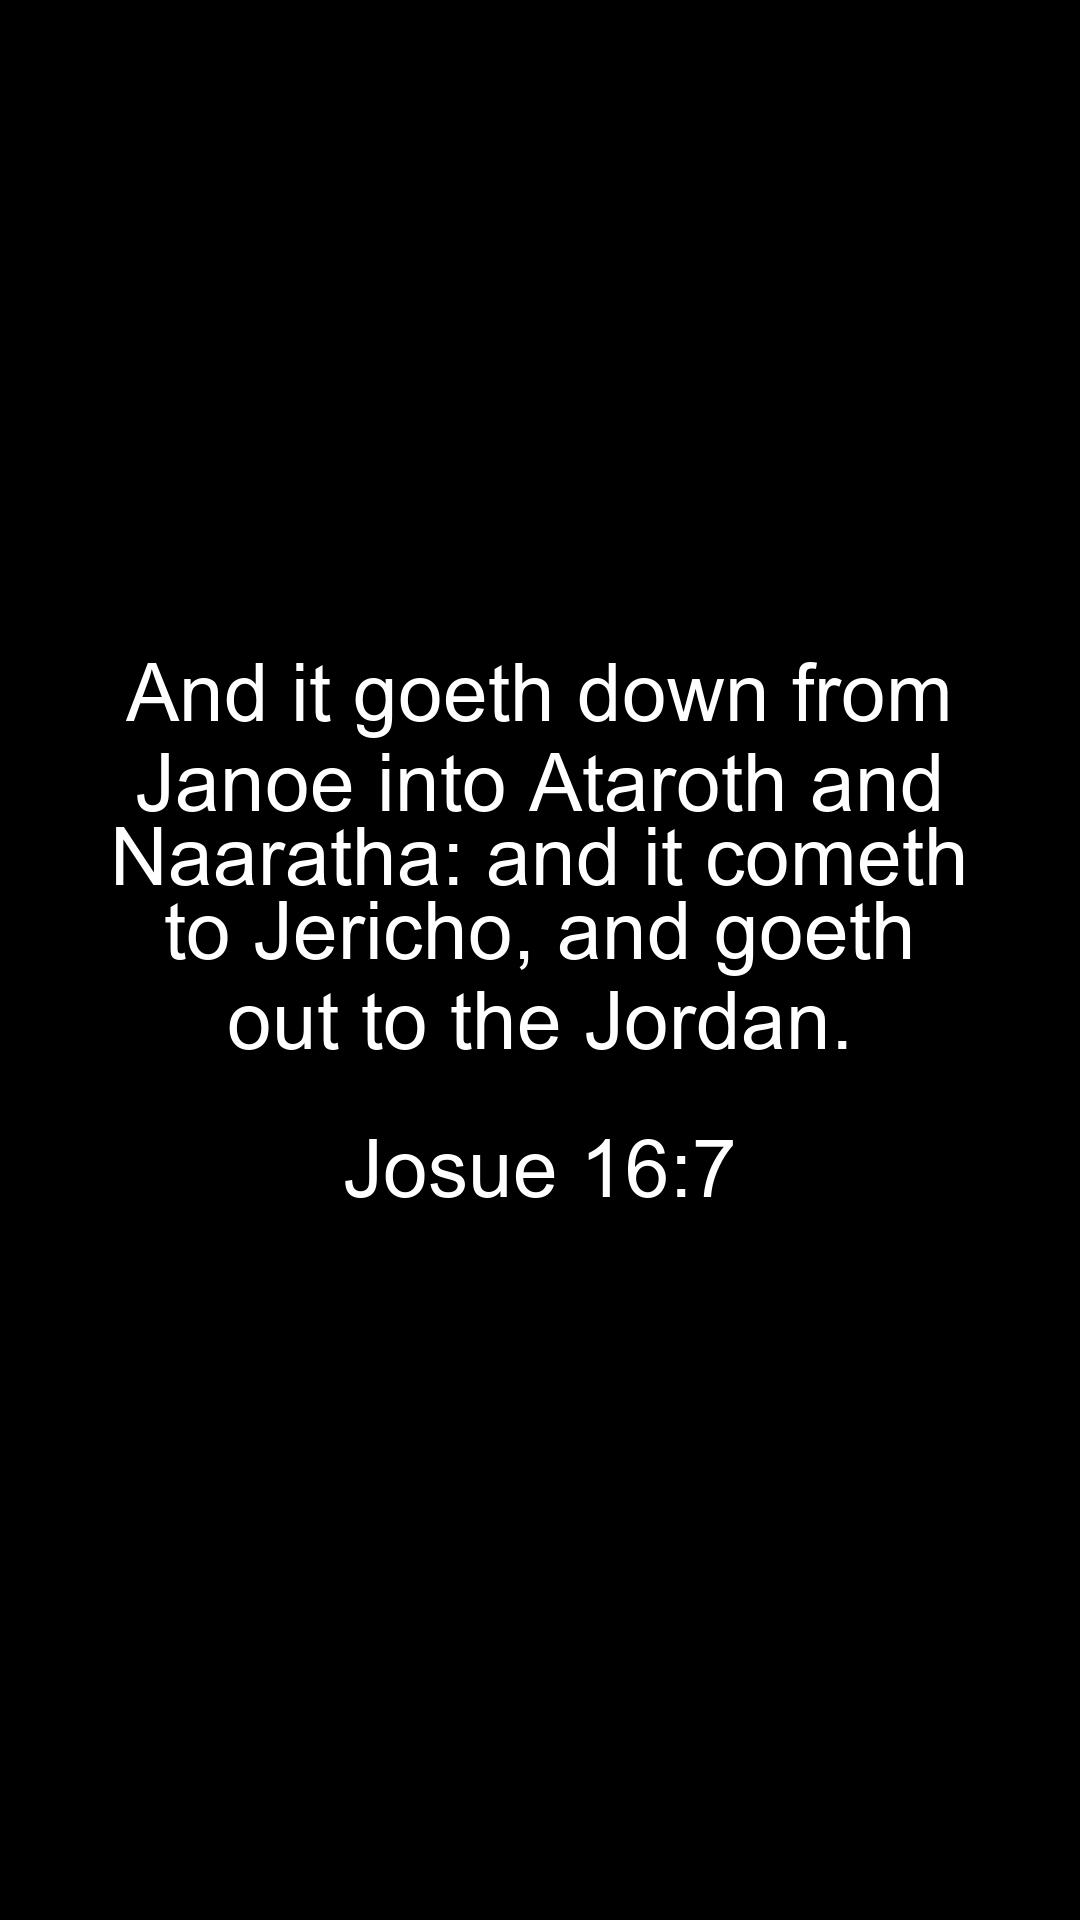 And it goeth down from
Janoe into Ataroth and
Naaratha: and it cometh
to Jericho, and goeth
out to the Jordan.
Josue 16:7